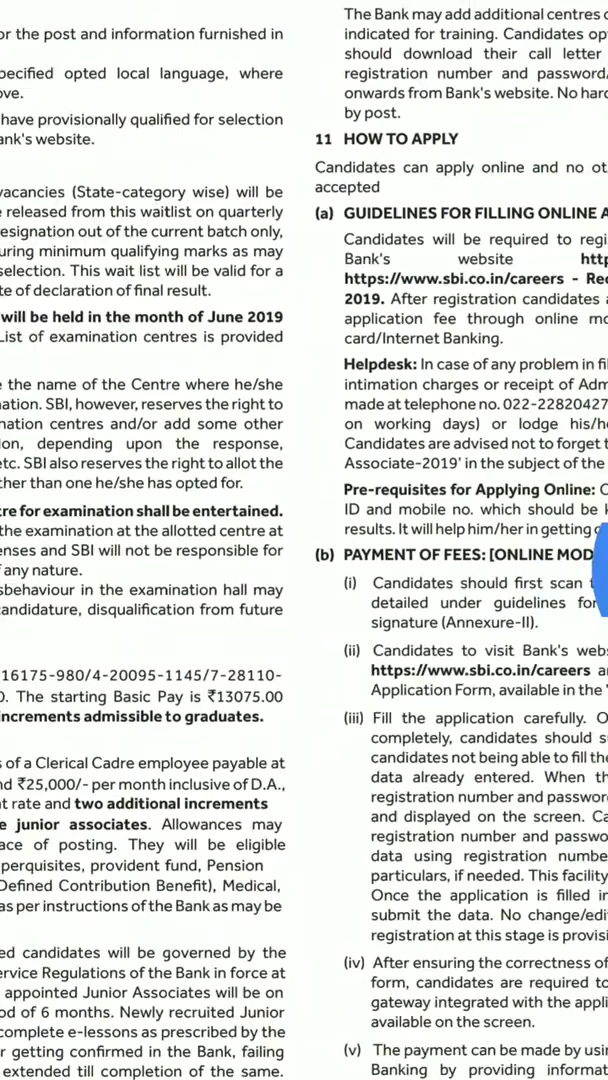 or the post and information furnished in
pecified opted local language, where
ove.
have provisionally qualified for selection
ank's website.
vacancies (State-category wise) will be
e released from this waitlist on quarterly
esignation out of the current batch only,
uring minimum qualifying marks as may
selection. This wait list will be valid for a
te of declaration of final result.
will be held in the month of June 2019
List of examination centres is provided
e the name of the Centre where he/she
nation. SBI, however, reserves the right to
nation centres and/or add some other
ion, depending upon the response,
etc. SBI also reserves the right to allot the
ther than one he/she has opted for.
tre for examination shall be entertained.
the examination at the allotted centre at
enses and SBI will not be responsible for
f any nature.
sbehaviour in the examination hall may
candidature, disqualification from future
16175-980/4-20095-1145/7-28110-
0. The starting Basic Pay is ₹13075.00
increments admissible to graduates.
s of a Clerical Cadre employee payable at
nd ₹25,000/- per month inclusive of D.A.,
nt rate and two additional increments
e junior associates. Allowances may
ace of posting. They will be eligible
perquisites, provident fund, Pension
Defined Contribution Benefit), Medical,
as per instructions of the Bank as may be
ed candidates will be governed by the
ervice Regulations of the Bank in force at
appointed Junior Associates will be on
od of 6 months. Newly recruited Junior
complete e-lessons as prescribed by the
r getting confirmed in the Bank, failing
extended till completion of the same.
The Bank may add additional centres o
indicated for training. Candidates op
should download their call letter
registration number and password/
onwards from Bank's website. No har
by post.
11 HOW TO APPLY
Candidates can apply online and no ot
accepted
(a) GUIDELINES FOR FILLING ONLINE A
Candidates will be required to regi
Bank's website http
https://www.sbi.co.in/careers - Re
2019. After registration candidates a
application fee through online mo
card/Internet Banking.
Helpdesk: In case of any problem in fil
intimation charges or receipt of Adm
made at telephone no. 022-22820427
on working days) or lodge his/he
Candidates are advised not to forget t
Associate-2019' in the subject of the
Pre-requisites for Applying Online: C
ID and mobile no. which should be k
results. It will help him/her in getting c
(b) PAYMENT OF FEES: [ONLINE MOD
(i) Candidates should first scan t
detailed under guidelines for
signature (Annexure-II).
(ii) Candidates to visit Bank's webs
https://www.sbi.co.in/careers a
Application Form, available in the '
(iii) Fill the application carefully. O
completely, candidates should s
candidates not being able to fill the
data already entered. When th
registration number and password
and displayed on the screen. Ca
registration number and passwo
data using registration numbe
particulars, if needed. This facility
Once the application is filled in
submit the data. No change/edi
registration at this stage is provisi
(iv) After ensuring the correctness of
form, candidates are required to
gateway integrated with the appli
available on the screen.
(v) The payment can be made by usin
Banking by providing informat